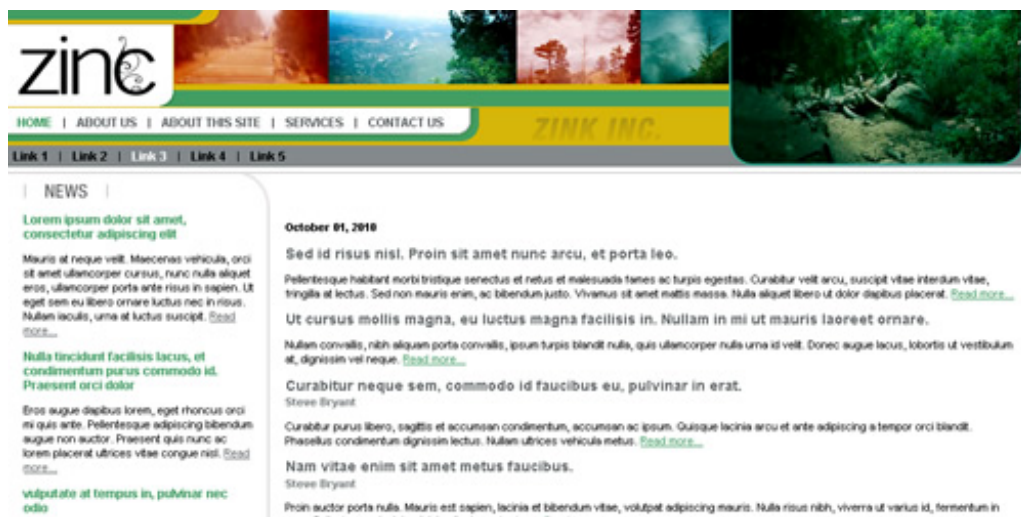 zinc
HOME | ABOUT US | ABOUT THIS SITE | SERVICES | CONTACT US
ZINK INC.
Link 1 | Link 2 | Link 3 | Link 4 | Link 5
| NEWS |
Lorem ipsum dolor sit amet,
consectetur adipiscing elit
Mauris at neque velit. Maecenas vehicula, orci
sit amet ullamcorper cursus, nunc nulla aliquet
eros, ullamcorper porta ante risus in sapien. Ut
eget sem eu libero ornare luctus nec in risus.
Nullam iaculis, urna at luctus suscipit. Read
more...
Nulla tincidunt facilisis lacus, et
condimentum purus commodo id.
Praesent orci dolor
Eros augue dapibus lorem, eget rhoncus orci
mi quis ante. Pellentesque adipiscing bibendum
augue non auctor. Praesent quis nunc ac
lorem placerat ultrices vitae congue nisl. Read
more...
vulputate at tempus in, pulvinar nec
odio
October 01, 2010
Sed id risus nisl. Proin sit amet nunc arcu, et porta leo.
Pellentesque habitant morbi tristique senectus et netus et malesuada fames ac turpis egestas. Curabitur velit arcu, suscipit vitae interdum vitae,
fringilla at lectus. Sed non mauris enim, ac bibendum justo. Vivamus sit amet mattis massa. Nulla aliquet libero ut dolor dapibus placerat. Read more...
Ut cursus mollis magna, eu luctus magna facilisis in. Nullam in mi ut mauris laoreet ornare.
Nullam convallis, nibh aliquam porta convallis, ipsum turpis blandit nulla, quis ullamcorper nulla urna id velit. Donec augue lacus, lobortis ut vestibulum
at, dignissim vel neque. Read more...
Curabitur neque sem, commodo id faucibus eu, pulvinar in erat.
Steve Bryant
Curabitur purus libero, sagittis et accumsan condimentum, accumsan ac ipsum. Quisque lacinia arcu et ante adipiscing a tempor orci blandit.
Phasellus condimentum dignissim lectus. Nullam ultrices vehicula metus. Read more...
Nam vitae enim sit amet metus faucibus.
Steve Bryant
Proin auctor porta nulla. Mauris est sapien, lacinia et bibendum vitae, volutpat adipiscing mauris. Nulla risus nibh, viverra ut varius id, fermentum in